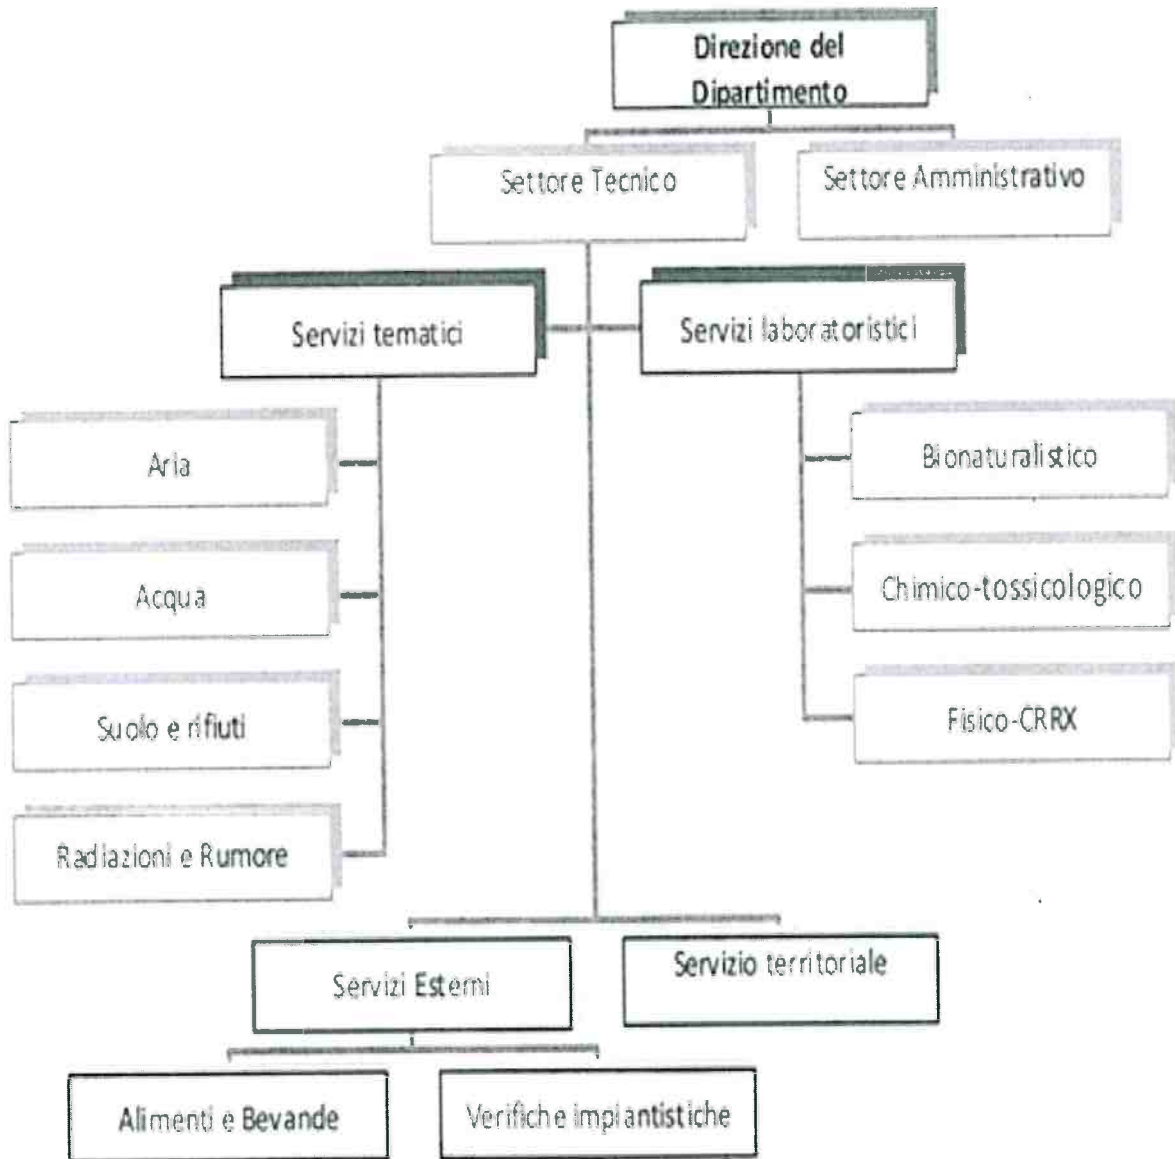 Direzione del
Dipartimento
Settore Tecnico
Settore Amministrativo
Servizi tematici
Servizi laboratoristici
Aria
Bionaturalistico
Acqua
Chimico-tossicologico
Suolo e rifiuti
Fisico-CRRX
Radiazioni e Rumore
Servizi Esterni
Servizio territoriale
Alimenti e Bevande
Verifiche impiantistiche